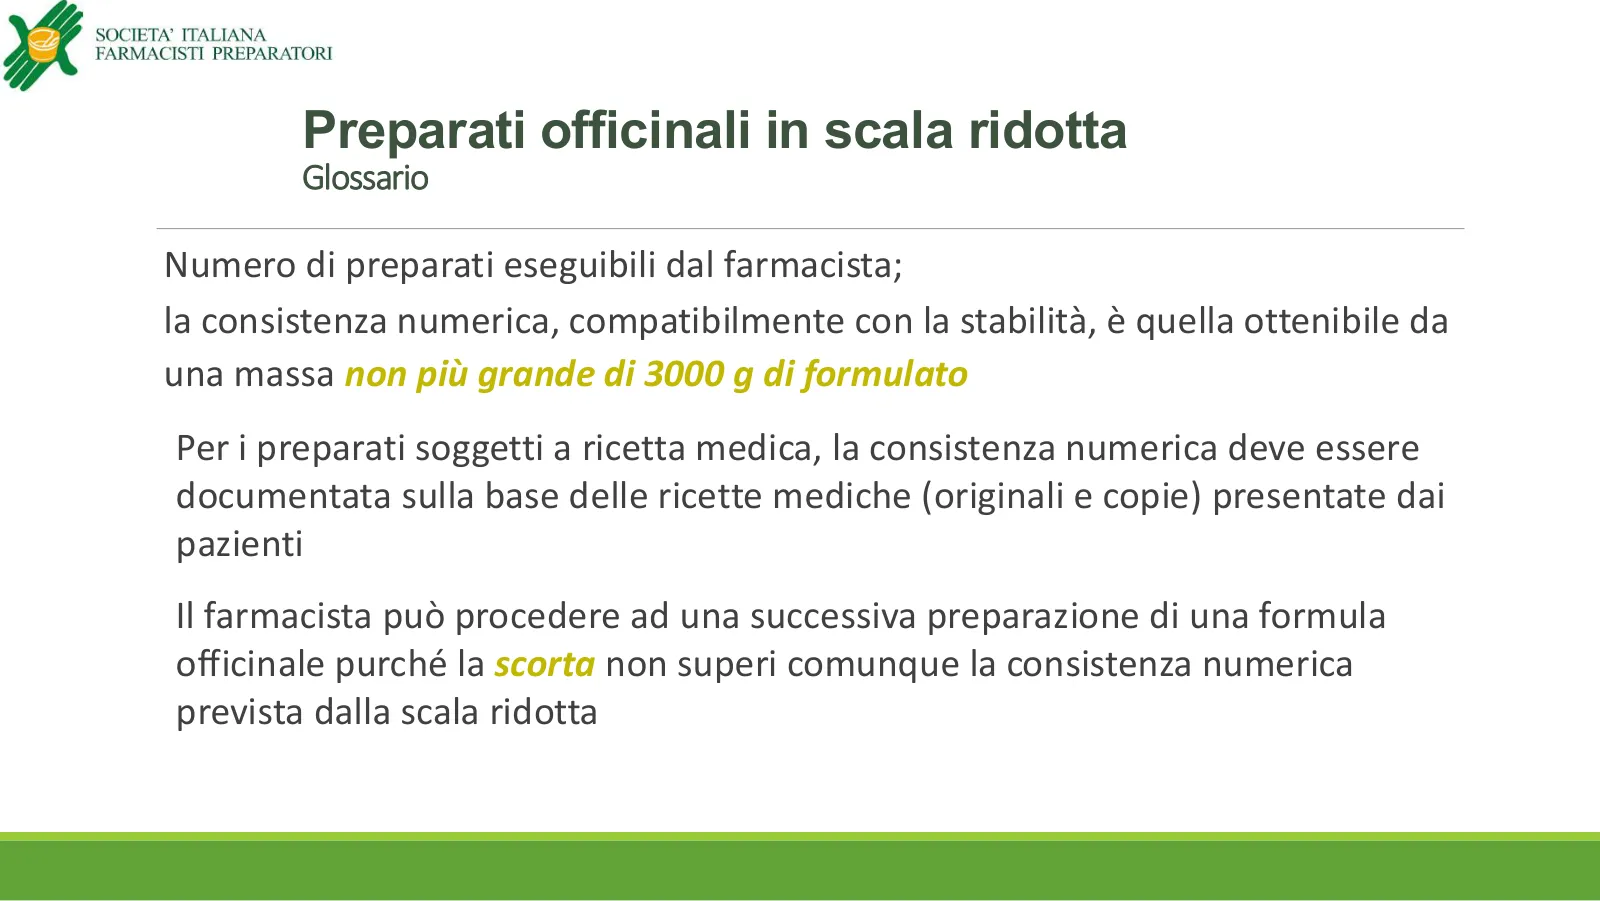 SOCIETA’ ITALIANA
FARMACISTI PREPARATORI
Preparati officinali in scala ridotta
Glossario
Numero di preparati eseguibili dal farmacista;
la consistenza numerica, compatibilmente con la stabilità, è quella ottenibile da
una massa non più grande di 3000 g di formulato
Per i preparati soggetti a ricetta medica, la consistenza numerica deve essere
documentata sulla base delle ricette mediche (originali e copie) presentate dai
pazienti
Il farmacista può procedere ad una successiva preparazione di una formula
officinale purché la scorta non superi comunque la consistenza numerica
prevista dalla scala ridotta